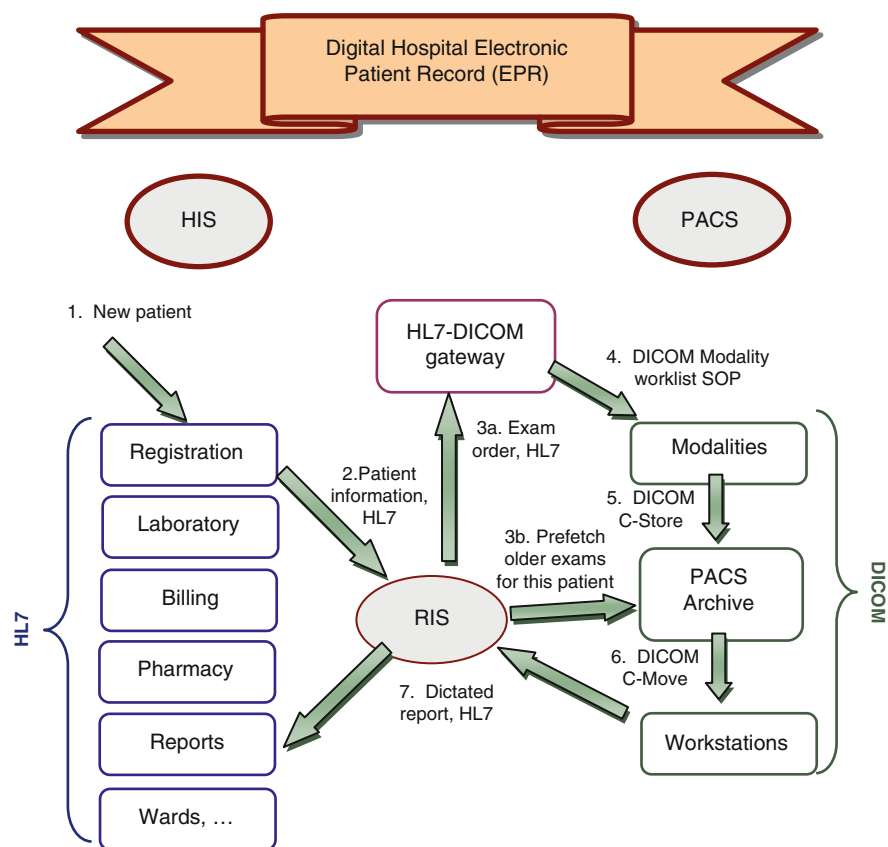 Digital Hospital Electronic
Patient Record (EPR)
HIS
PACS
1. New patient
HL7-DICOM
gateway
4. DICOM Modality
worklist SOP
3a. Exam
order, HL7
Registration
Modalities
2.Patient
information,
HL7
5. DICOM
C-Store
Laboratory
3b. Prefetch
older exams
for this patient
PACS
Archive
Billing
RIS
HL7
DICOM
Pharmacy
6. DICOM
C-Move
7. Dictated
report, HL7
Reports
Workstations
Wards, …